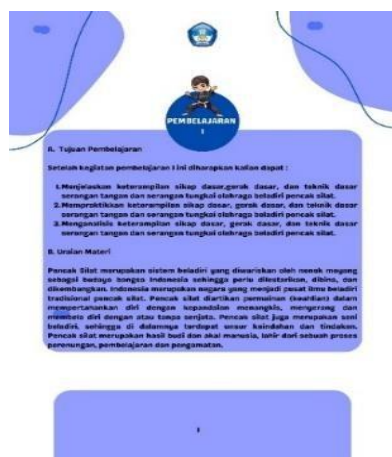 PEMBELAJARAN
I
A. Tujuan Pembelajaran
Setelah kegiatan pembelajaran I ini diharapkan kalian dapat :
1. Menjelaskan keterampilan sikap dasar,gerak dasar, dan teknik dasar
serangan tangan dan serangan tungkai olahraga beladiri pencak silat.
2. Mempraktikkan keterampilan sikap dasar, gerak dasar, dan teknik dasar
serangan tangan dan serangan tungkai olahraga beladiri pencak silat.
3. Menganalisis keterampilan sikap dasar, gerak dasar, dan teknik dasar
serangan tangan dan serangan tungkai olahraga beladiri pencak silat.
B. Uraian Materi
Pencak Silat merupakan sistem beladiri yang diwariskan oleh nenek moyang
sebagai budaya bangsa Indonesia sehingga perlu dilestarikan, dibina, dan
dikembangkan. Indonesia merupakan negara yang menjadi pusat ilmu beladiri
tradisional pencak silat. Pencak silat diartikan permainan (keahlian) dalam
mempertahankan diri dengan kepandaian menangkis, menyerang dan
membela diri dengan atau tanpa senjata. Pencak silat juga merupakan seni
beladiri, sehingga di dalamnya terdapat unsur keindahan dan tindakan.
Pencak silat merupakan hasil budi dan akal manusia, lahir dari sebuah proses
perenungan, pembelajaran dan pengamatan.